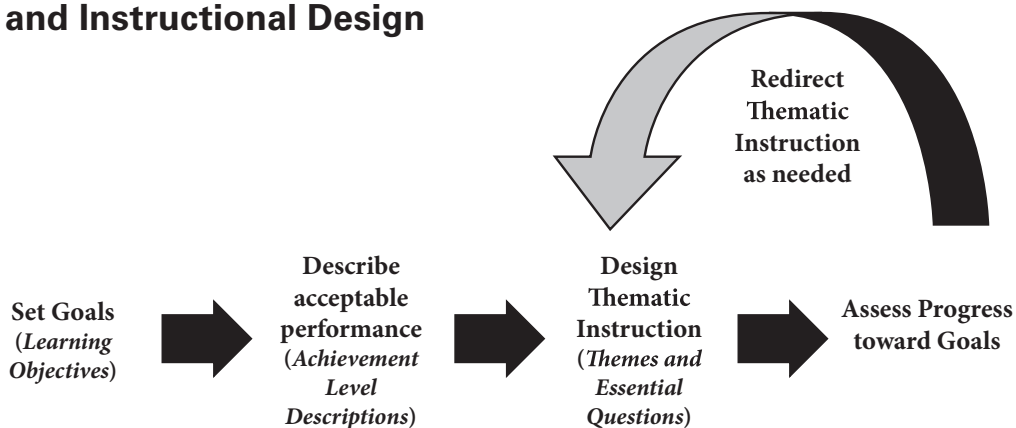 and Instructional Design
Redirect
Thematic
Instruction
as needed
Set Goals
(Learning
Objectives)
Describe
acceptable
performance
(Achievement
Level
Descriptions)
Design
Thematic
Instruction
(Themes and
Essential
Questions)
Assess Progress
toward Goals